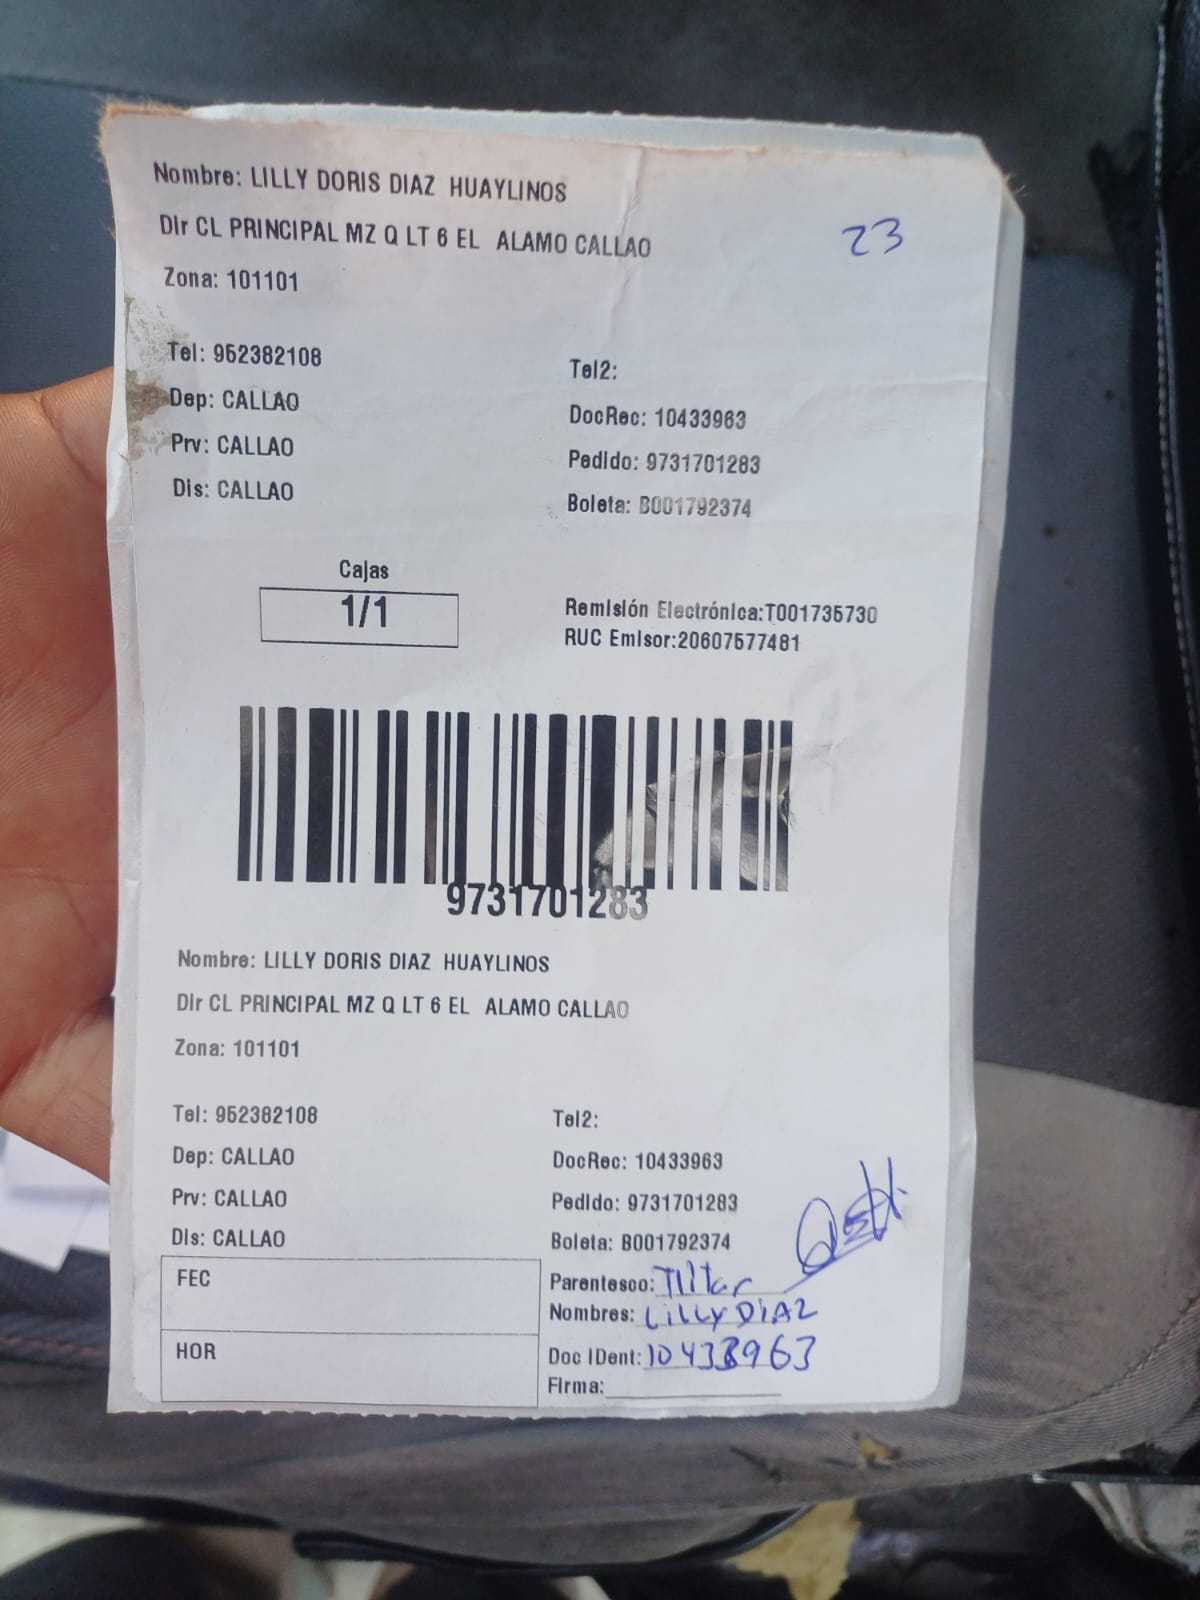 Nombre: LILLY DORIS DIAZ HUAYLINOS
Dir CL PRINCIPAL MZ Q LT 6 EL ALAMO CALLAO
23
Zona: 101101
Tel: 952382108
Tel2:
Dep: CALLAO
DocRec: 10433963
Prv: CALLAO
Pedido: 9731701283
Dis: CALLAO
Boleta: B001792374
Cajas
1/1
Remisión Electrónica:T001735730
RUC Emisor:20607577481
9731701283
Nombre: LILLY DORIS DIAZ HUAYLINOS
Dir CL PRINCIPAL MZ Q LT 6 EL ALAMO CALLAO
Zona: 101101
Tel: 952382108
Tel2:
Dep: CALLAO
DocRec: 10433963
Prv: CALLAO
Pedido: 9731701283
Dis: CALLAO
Boleta: B001792374
FEC
Parentesco: TItular
Nombres: LILLY DIAZ
HOR
Doc IDent: 10433963
Firma: